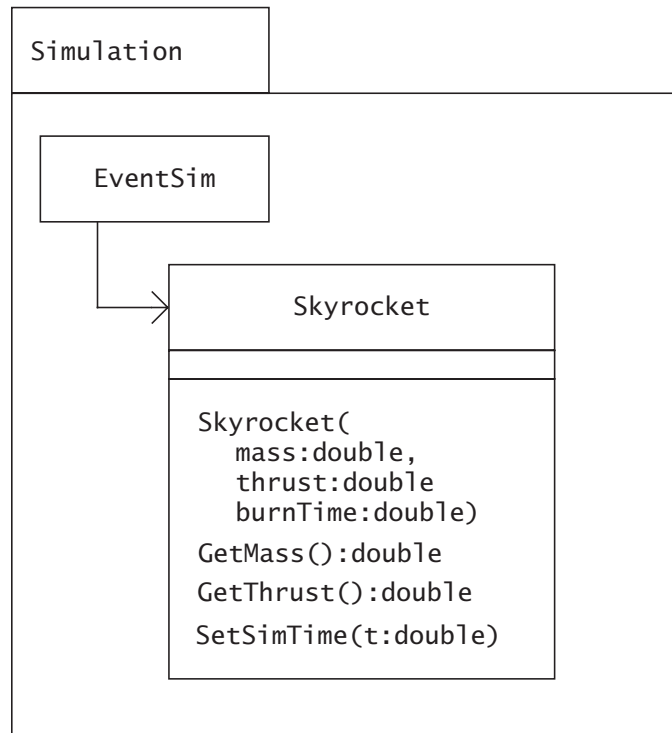 Simulation
EventSim
Skyrocket
Skyrocket(
mass:double,
thrust:double
burnTime:double)
GetMass():double
GetThrust():double
SetSimTime(t:double)